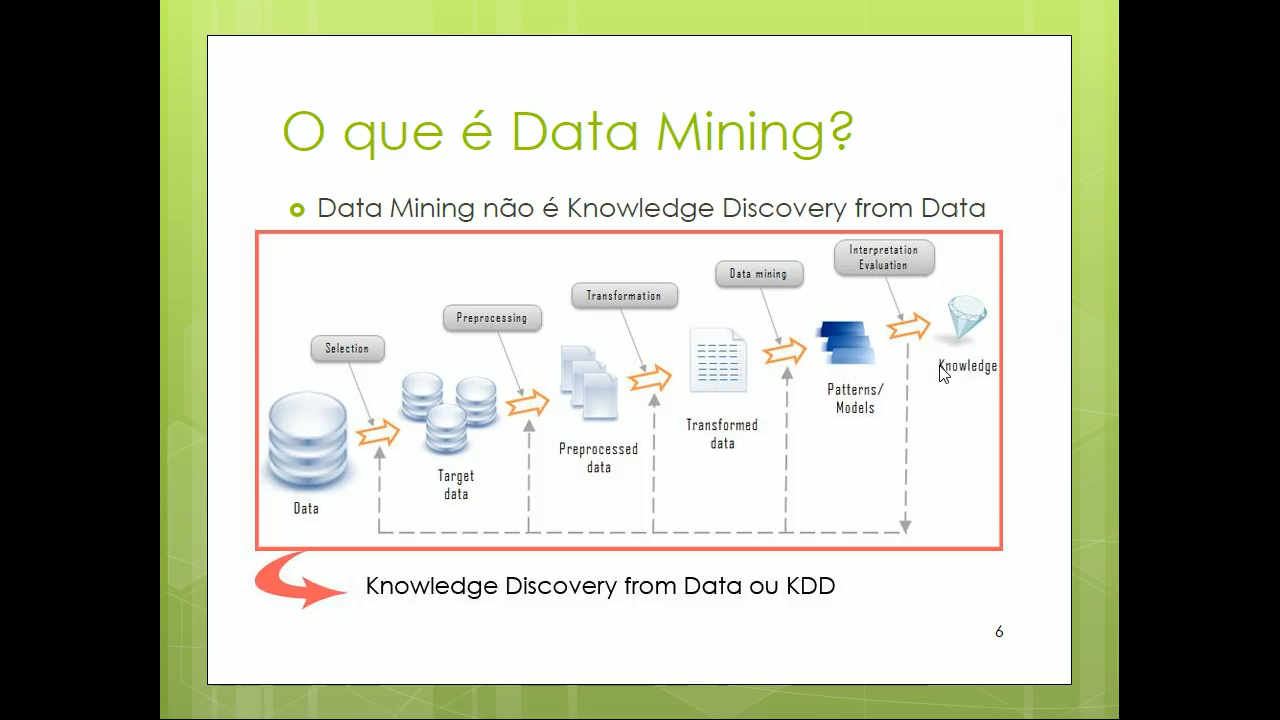 O que é Data Mining?
Data Mining não é Knowledge Discovery from Data
Interpretation
Evaluation
Data mining
Transformation
Preprocessing
Selection
Knowledge
Patterns/
Models
Transformed
data
Preprocessed
data
Target
data
Data
Knowledge Discovery from Data ou KDD
6